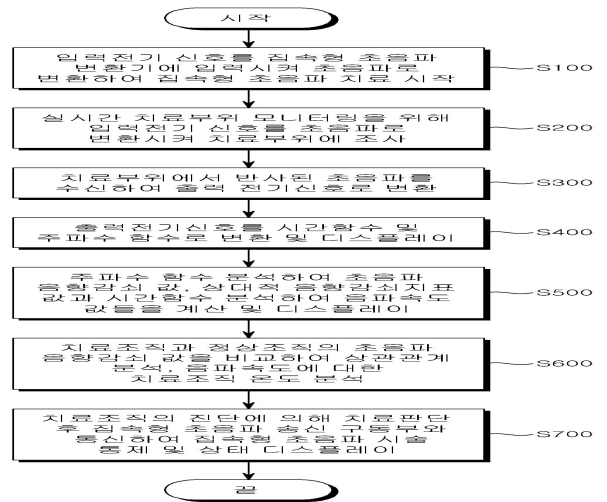 시작
입력전기 신호를 집속형 초음파
변환기에 입력시켜 초음파로
변환하여 집속형 초음파 치료 시작
S100
실시간 치료부위 모니터링을 위해
입력전기 신호를 초음파로
변환시켜 치료부위에 조사
S200
치료부위에서 반사된 초음파를
수신하여 출력 전기신호로 변환
S300
출력전기신호를 시간함수 및
주파수 함수로 변환 및 디스플레이
S400
주파수 함수 분석하여 초음파
음향감쇠 값, 상대적 음향감쇠지표
값과 시간함수 분석하여 음파속도
값들을 계산 및 디스플레이
S500
치료조직과 정상조직의 초음파
음향감쇠 값을 비교하여 상관관계
분석, 음파속도에 대한
치료조직 온도 분석
S600
치료조직의 진단에 의해 치료판단
후 집속형 초음파 송신 구동부와
통신하여 집속형 초음파 시술
통제 및 상태 디스플레이
S700
끝